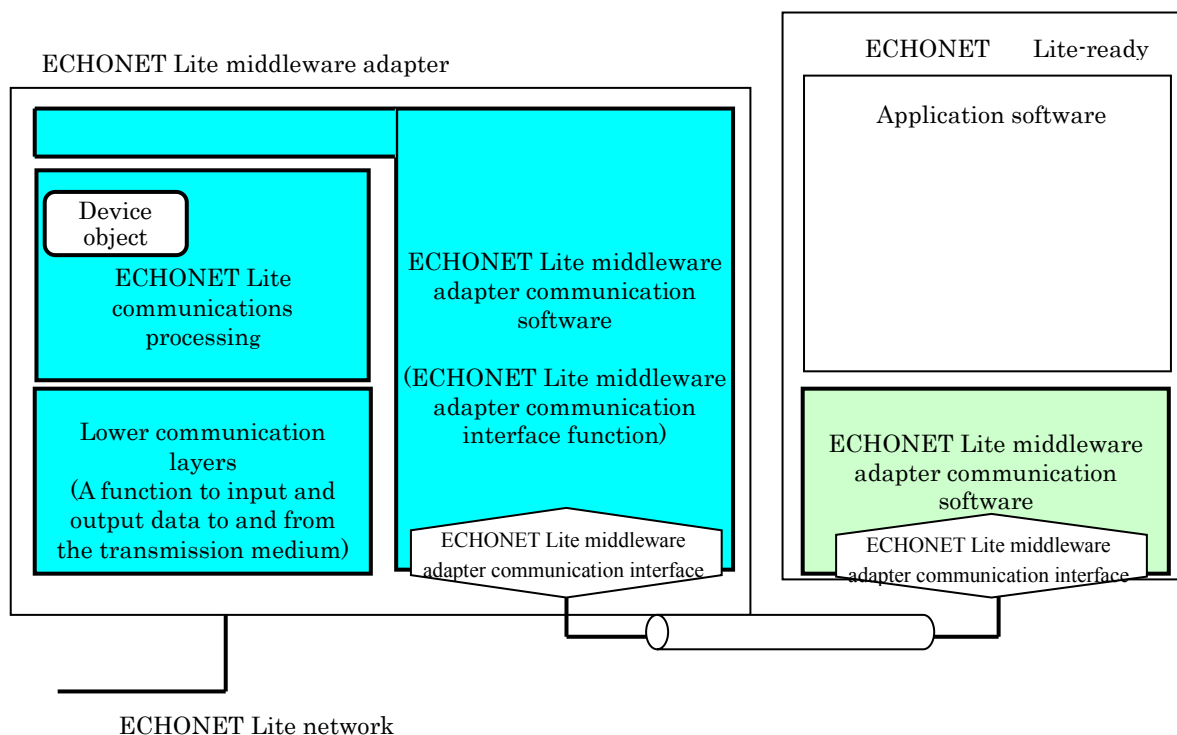 ECHONET Lite middleware adapter
Device
object
ECHONET Lite
communications
processing
Lower communication
layers
(A function to input and
output data to and from
the transmission medium)
ECHONET Lite middleware
adapter communication
software
(ECHONET Lite middleware
adapter communication
interface function)
ECHONET Lite middleware
adapter communication interface
ECHONET Lite-ready
Application software
ECHONET Lite middleware
adapter communication
software
ECHONET Lite middleware
adapter communication interface
ECHONET Lite network